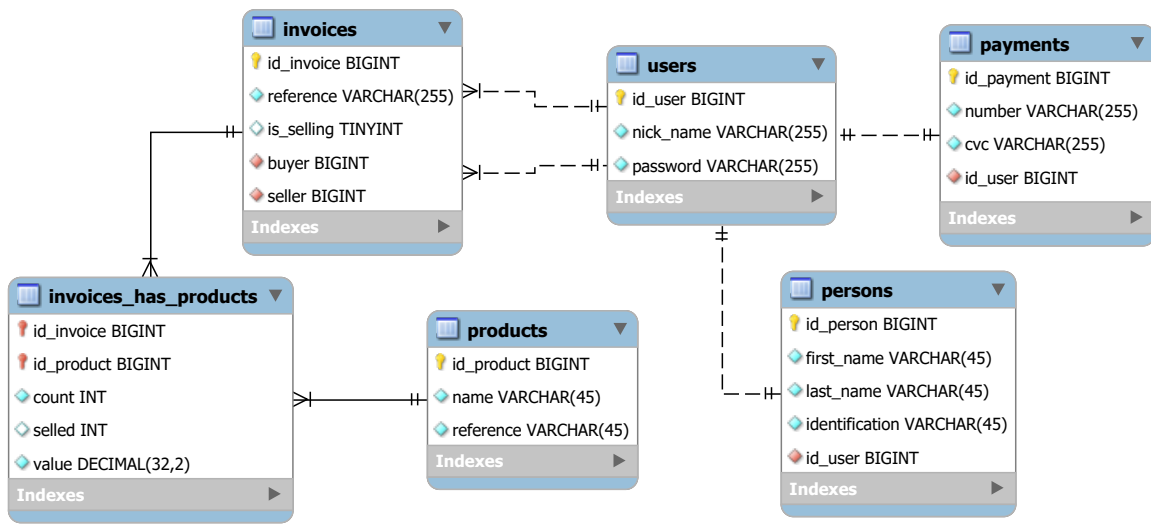 invoices
id_invoice BIGINT
reference VARCHAR(255)
is_selling TINYINT
buyer BIGINT
seller BIGINT
Indexes
users
id_user BIGINT
nick_name VARCHAR(255)
password VARCHAR(255)
Indexes
payments
id_payment BIGINT
number VARCHAR(255)
cvc VARCHAR(255)
id_user BIGINT
Indexes
invoices_has_products
id_invoice BIGINT
id_product BIGINT
count INT
selled INT
value DECIMAL(32,2)
Indexes
products
id_product BIGINT
name VARCHAR(45)
reference VARCHAR(45)
Indexes
persons
id_person BIGINT
first_name VARCHAR(45)
last_name VARCHAR(45)
identification VARCHAR(45)
id_user BIGINT
Indexes